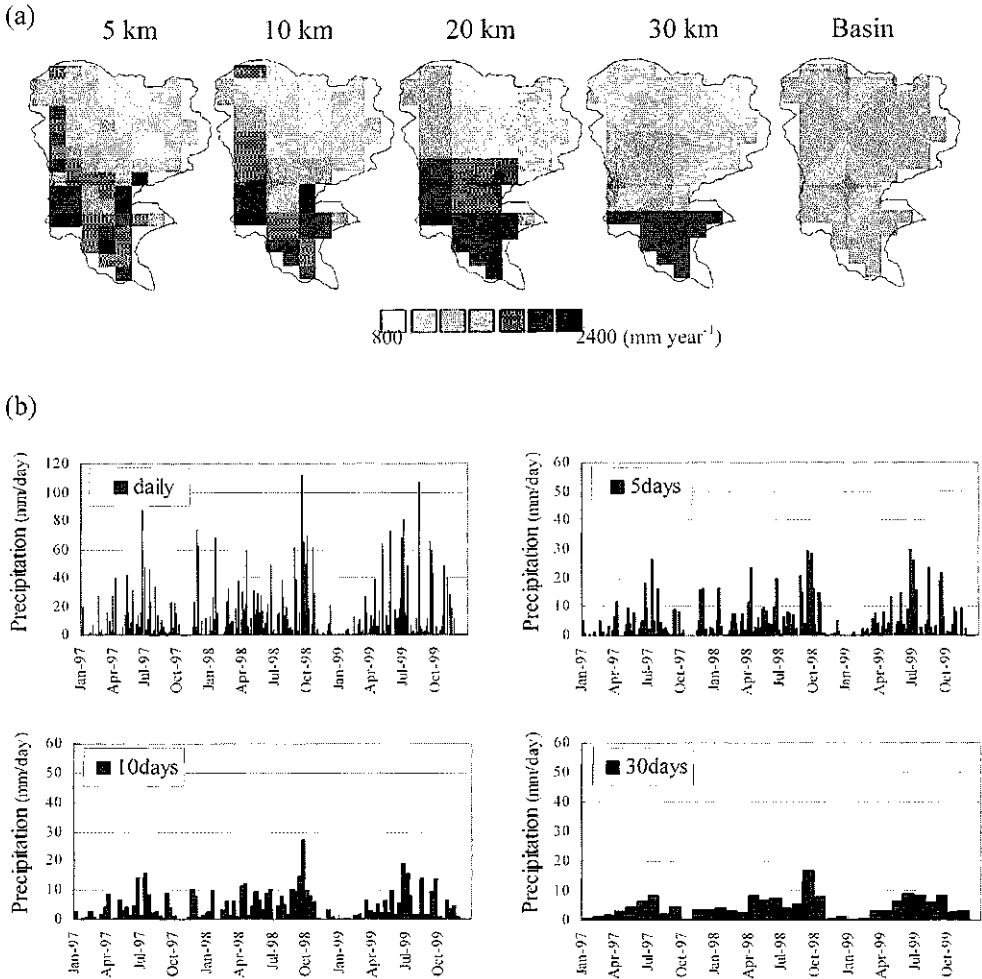 (a)
5 km 10 km 20 km 30 km Basin
800 2400 (mm year⁻¹)
(b)
Precipitation (mm/day)
120
100
80
60
40
20
0
daily
Jan-97 Apr-97 Jul-97 Oct-97 Jan-98 Apr-98 Jul-98 Oct-98 Jan-99 Apr-99 Jul-99 Oct-99
Precipitation (mm/day)
60
50
40
30
20
10
0
5days
Jan-97 Apr-97 Jul-97 Oct-97 Jan-98 Apr-98 Jul-98 Oct-98 Jan-99 Apr-99 Jul-99 Oct-99
Precipitation (mm/day)
60
50
40
30
20
10
0
10days
Jan-97 Apr-97 Jul-97 Oct-97 Jan-98 Apr-98 Jul-98 Oct-98 Jan-99 Apr-99 Jul-99 Oct-99
Precipitation (mm/day)
60
50
40
30
20
10
0
30days
Jan-97 Apr-97 Jul-97 Oct-97 Jan-98 Apr-98 Jul-98 Oct-98 Jan-99 Apr-99 Jul-99 Oct-99